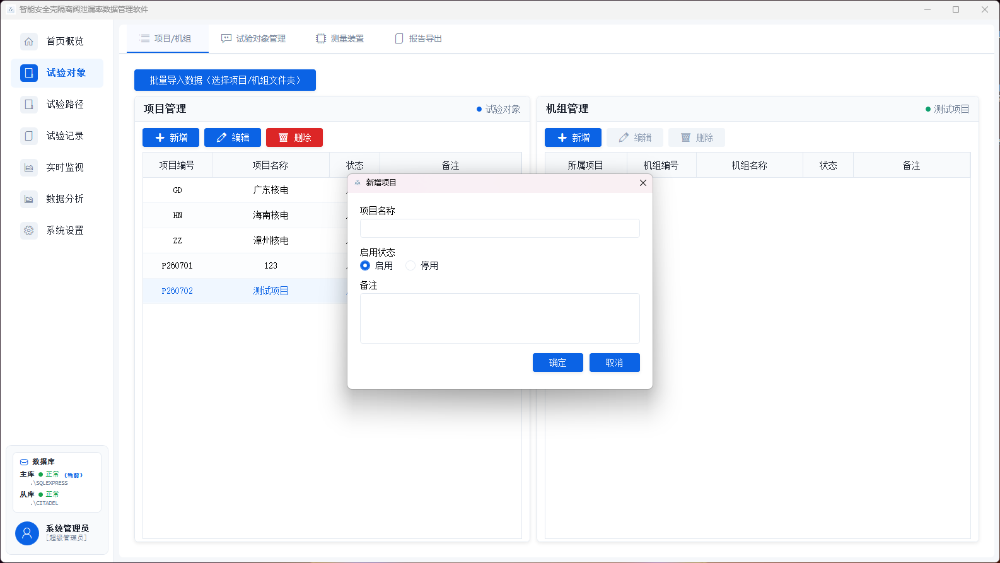 智能安全壳隔离阀泄漏率数据管理软件
首页概览
试验对象
试验路径
试验记录
实时监视
数据分析
系统设置
数据库
主库 正常 (当前)
.\SQLEXPRESS
从库 正常
.\CITADEL
系统管理员
[超级管理员]
项目/机组 试验对象管理 测量装置 报告导出
批量导入数据（选择项目/机组文件夹）
项目管理 试验对象
新增 编辑 删除
项目编号 项目名称 状态 备注
GD 广东核电
HN 海南核电
ZZ 漳州核电
P260701 123
P260702 测试项目
机组管理 测试项目
新增 编辑 删除
所属项目 机组编号 机组名称 状态 备注
新增项目
项目名称
启用状态
启用 停用
备注
确定 取消